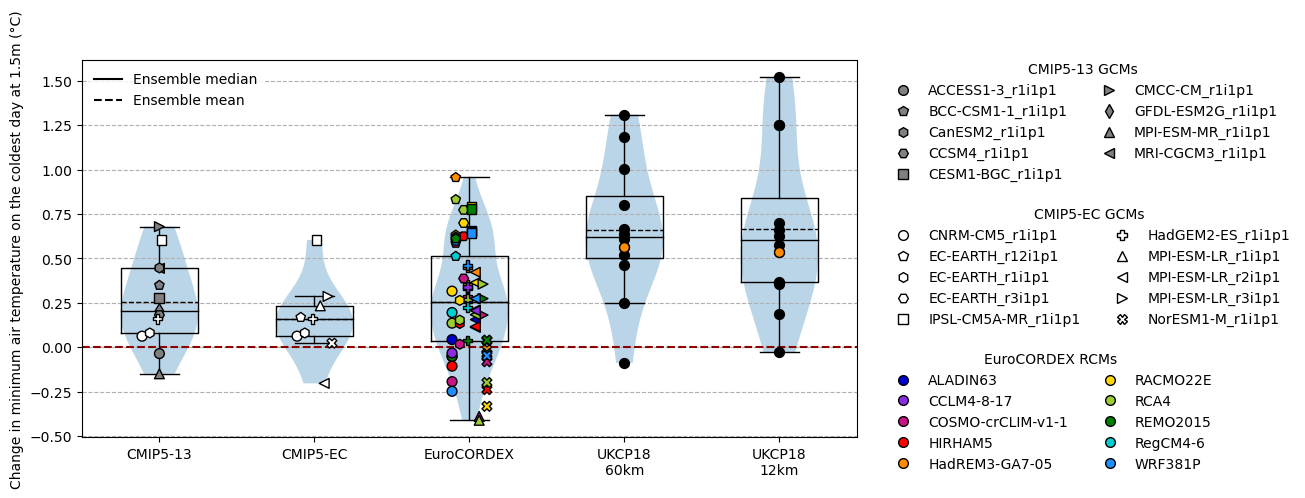 Change in minimum air temperature on the coldest day at 1.5m (°C)
1.50
1.25
1.00
0.75
0.50
0.25
0.00
−0.25
−0.50
Ensemble median
Ensemble mean
CMIP5-13
CMIP5-EC
EuroCORDEX
UKCP18
60km
UKCP18
12km
CMIP5-13 GCMs
ACCESS1-3_r1i1p1
BCC-CSM1-1_r1i1p1
CanESM2_r1i1p1
CCSM4_r1i1p1
CESM1-BGC_r1i1p1
CMCC-CM_r1i1p1
GFDL-ESM2G_r1i1p1
MPI-ESM-MR_r1i1p1
MRI-CGCM3_r1i1p1
CMIP5-EC GCMs
CNRM-CM5_r1i1p1
EC-EARTH_r12i1p1
EC-EARTH_r1i1p1
EC-EARTH_r3i1p1
IPSL-CM5A-MR_r1i1p1
HadGEM2-ES_r1i1p1
MPI-ESM-LR_r1i1p1
MPI-ESM-LR_r2i1p1
MPI-ESM-LR_r3i1p1
NorESM1-M_r1i1p1
EuroCORDEX RCMs
ALADIN63
CCLM4-8-17
COSMO-crCLIM-v1-1
HIRHAM5
HadREM3-GA7-05
RACMO22E
RCA4
REMO2015
RegCM4-6
WRF381P